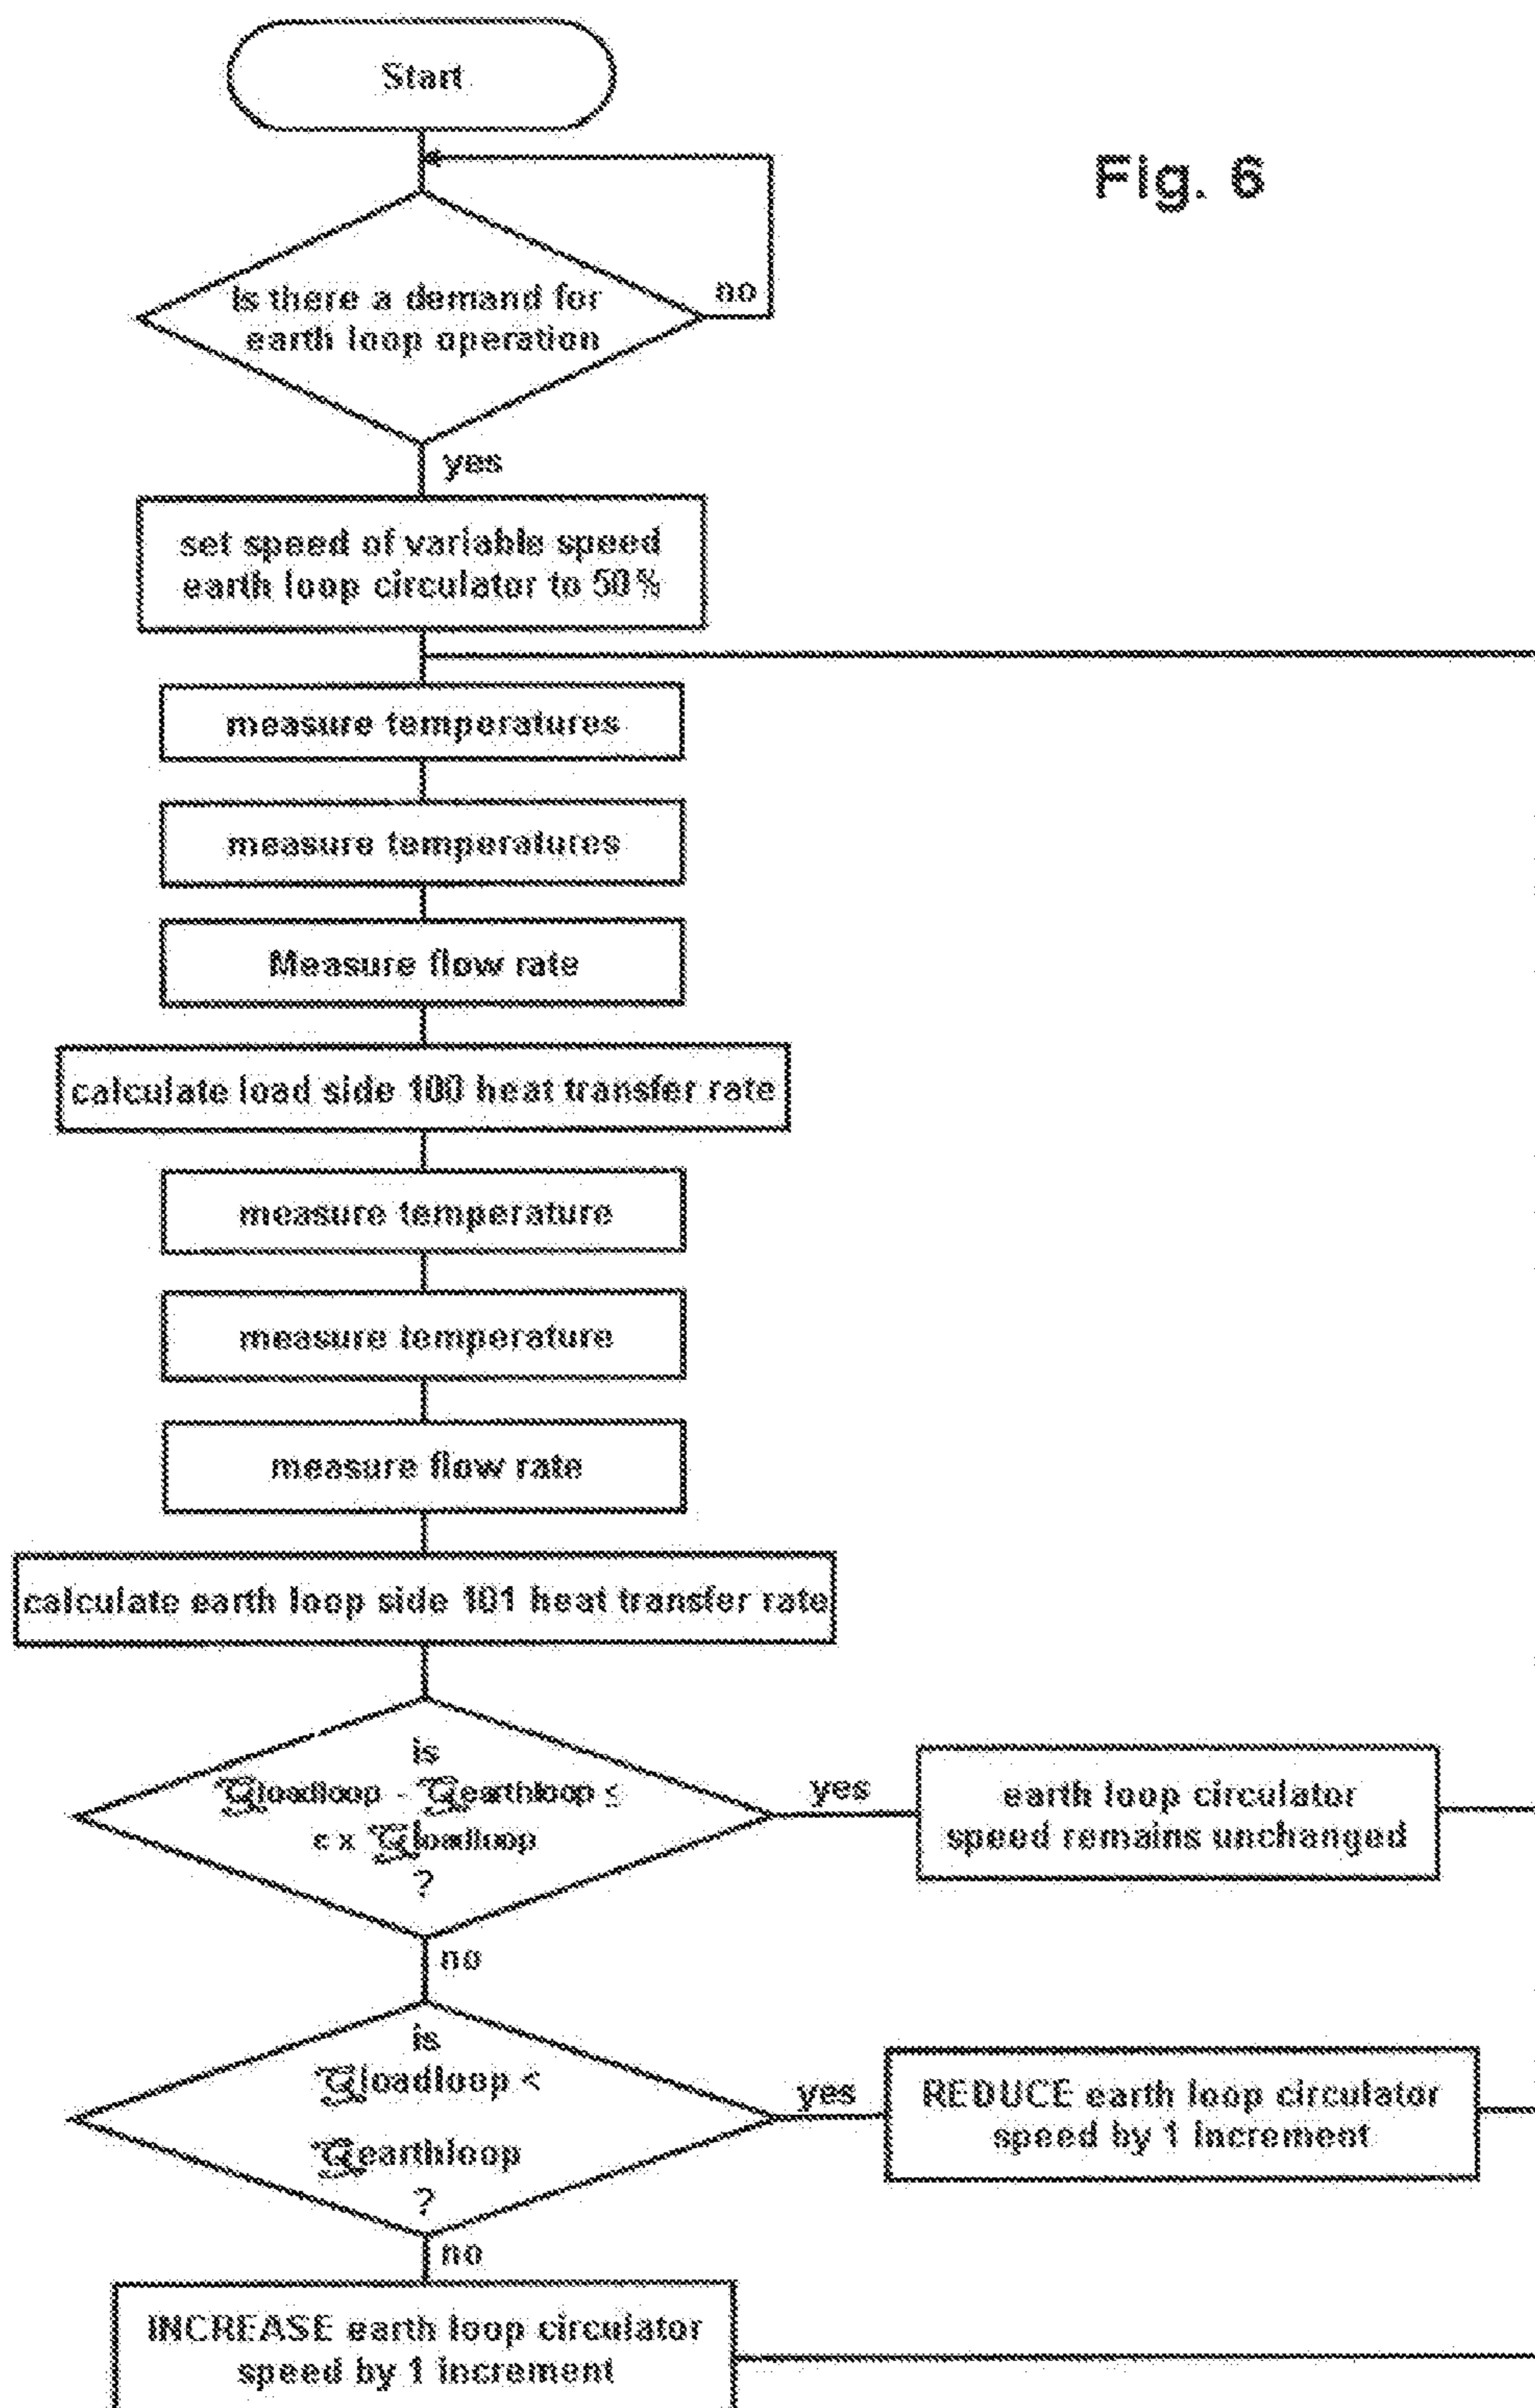 Start
Fig. 6
Is there a demand for
no
earth loop operation
yes
set speed of variable speed
earth loop circulator to 50%
measure temperatures
measure temperatures
Measure flow rate
calculate load side 100 heat transfer rate
measure temperature
measure temperature
measure flow rate
calculate earth loop side 101 heat transfer rate
is
Qloadloop - Qearthloop ≤
c x Qloadloop
?
yes
earth loop circulator
speed remains unchanged
no
is
Qloadloop <
Qearthloop
?
yes
REDUCE earth loop circulator
speed by 1 increment
no
INCREASE earth loop circulator
speed by 1 increment